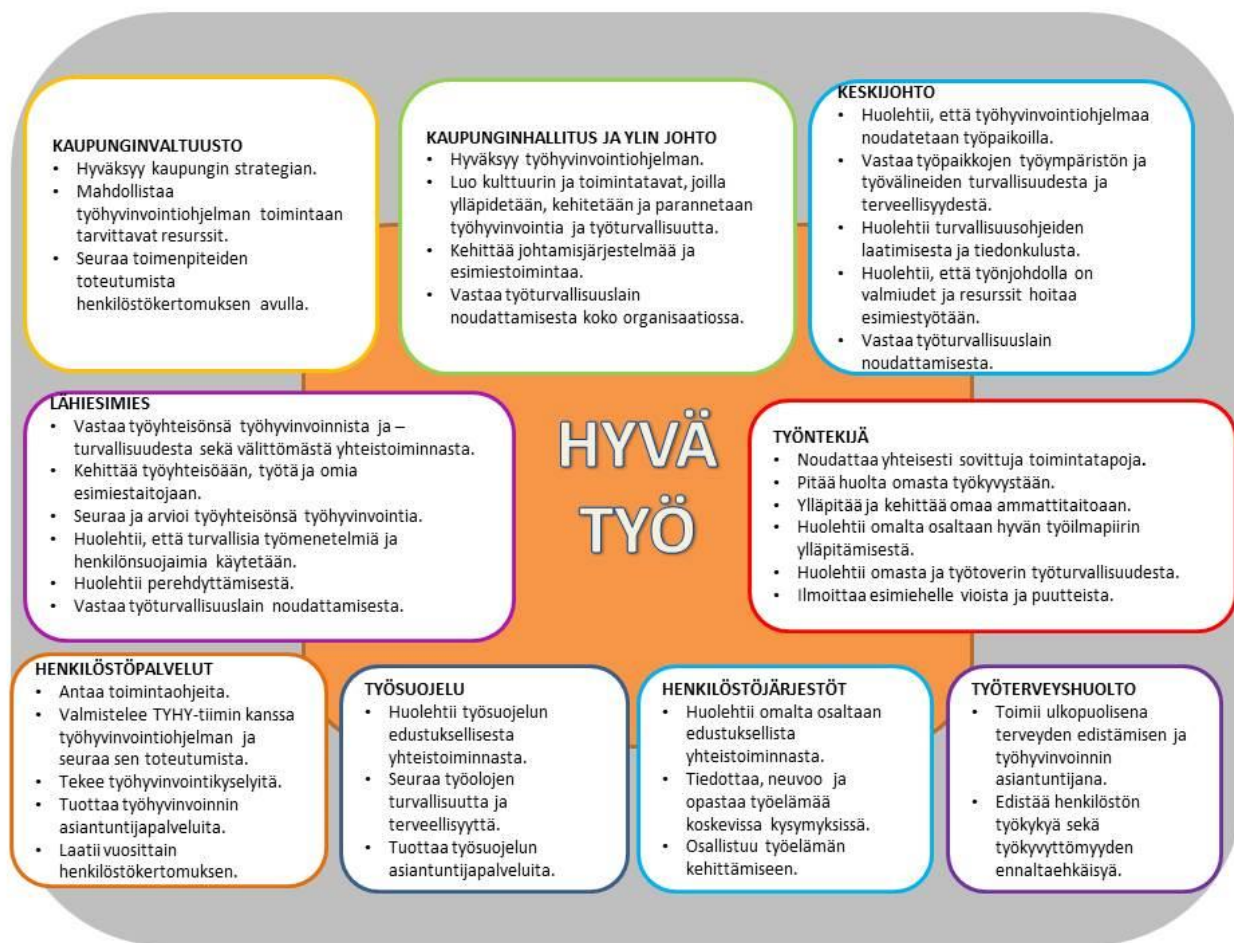 KAUPUNGINVALTUUSTO
• Hyväksyy kaupungin strategian.
• Mahdollistaa
työhyvinvointiohjelman toimintaan
tarvittavat resurssit.
• Seuraa toimenpiteiden
toteutumista
henkilöstökertomuksen avulla.
KAUPUNGINHALLITUS JA YLIN JOHTO
• Hyväksyy työhyvinvointiohjelman.
• Luo kulttuurin ja toimintatavat, joilla
ylläpidetään, kehitetään ja parannetaan
työhyvinvointia ja työturvallisuutta.
• Kehittää johtamisjärjestelmää ja
esimiestoimintaa.
• Vastaa työturvallisuuslain
noudattamisesta koko organisaatiossa.
KESKIJOHTO
• Huolehtii, että työhyvinvointiohjelmaa
noudatetaan työpaikoilla.
• Vastaa työpaikkojen työympäristön ja
työvälineiden turvallisuudesta ja
terveellisyydestä.
• Huolehtii turvallisuusohjeiden
laatimisesta ja tiedonkulusta.
• Huolehtii, että työnjohdolla on
valmiudet ja resurssit hoitaa
esimiestyötään.
• Vastaa työturvallisuuslain
noudattamisesta.
LÄHIESIMIES
• Vastaa työyhteisönsä työhyvinvoinnista ja –
turvallisuudesta sekä välittömästä yhteistoiminnasta.
• Kehittää työyhteisöään, työtä ja omia
esimiestaitojaan.
• Seuraa ja arvioi työyhteisönsä työhyvinvointia.
• Huolehtii, että turvallisia työmenetelmiä ja
henkilönsuojaimia käytetään.
• Huolehtii perehdyttämisestä.
• Vastaa työturvallisuuslain noudattamisesta.
HYVÄ
TYÖ
TYÖNTEKIJÄ
• Noudattaa yhteisesti sovittuja toimintatapoja.
• Pitää huolta omasta työkyvystään.
• Ylläpitää ja kehittää omaa ammattitaitoaan.
• Huolehtii omalta osaltaan hyvän työilmapiirin
ylläpitämisestä.
• Huolehtii omasta ja työtoverin työturvallisuudesta.
• Ilmoittaa esimiehelle vioista ja puutteista.
HENKILÖSTÖPALVELUT
• Antaa toimintaohjeita.
• Valmistelee TYHY-tiimin kanssa
työhyvinvointiohjelman ja
seuraa sen toteutumista.
• Tekee työhyvinvointikyselyitä.
• Tuottaa työhyvinvoinnin
asiantuntijapalveluita.
• Laatii vuosittain
henkilöstökertomuksen.
TYÖSUOJELU
• Huolehtii työsuojelun
edustuksellisesta
yhteistoiminnasta.
• Seuraa työolojen
turvallisuutta ja
terveellisyyttä.
• Tuottaa työsuojelun
asiantuntijapalveluita.
HENKILÖSTÖJÄRJESTÖT
• Huolehtii omalta osaltaan
edustuksellista
yhteistoiminnasta.
• Tiedottaa, neuvoo ja
opastaa työelämää
koskevissa kysymyksissä.
• Osallistuu työelämän
kehittämiseen.
TYÖTERVEYSHUOLTO
• Toimii ulkopuolisena
terveyden edistämisen ja
työhyvinvoinnin
asiantuntijana.
• Edistää henkilöstön
työkykyä sekä
työkyvyttömyyden
ennaltaehkäisyä.